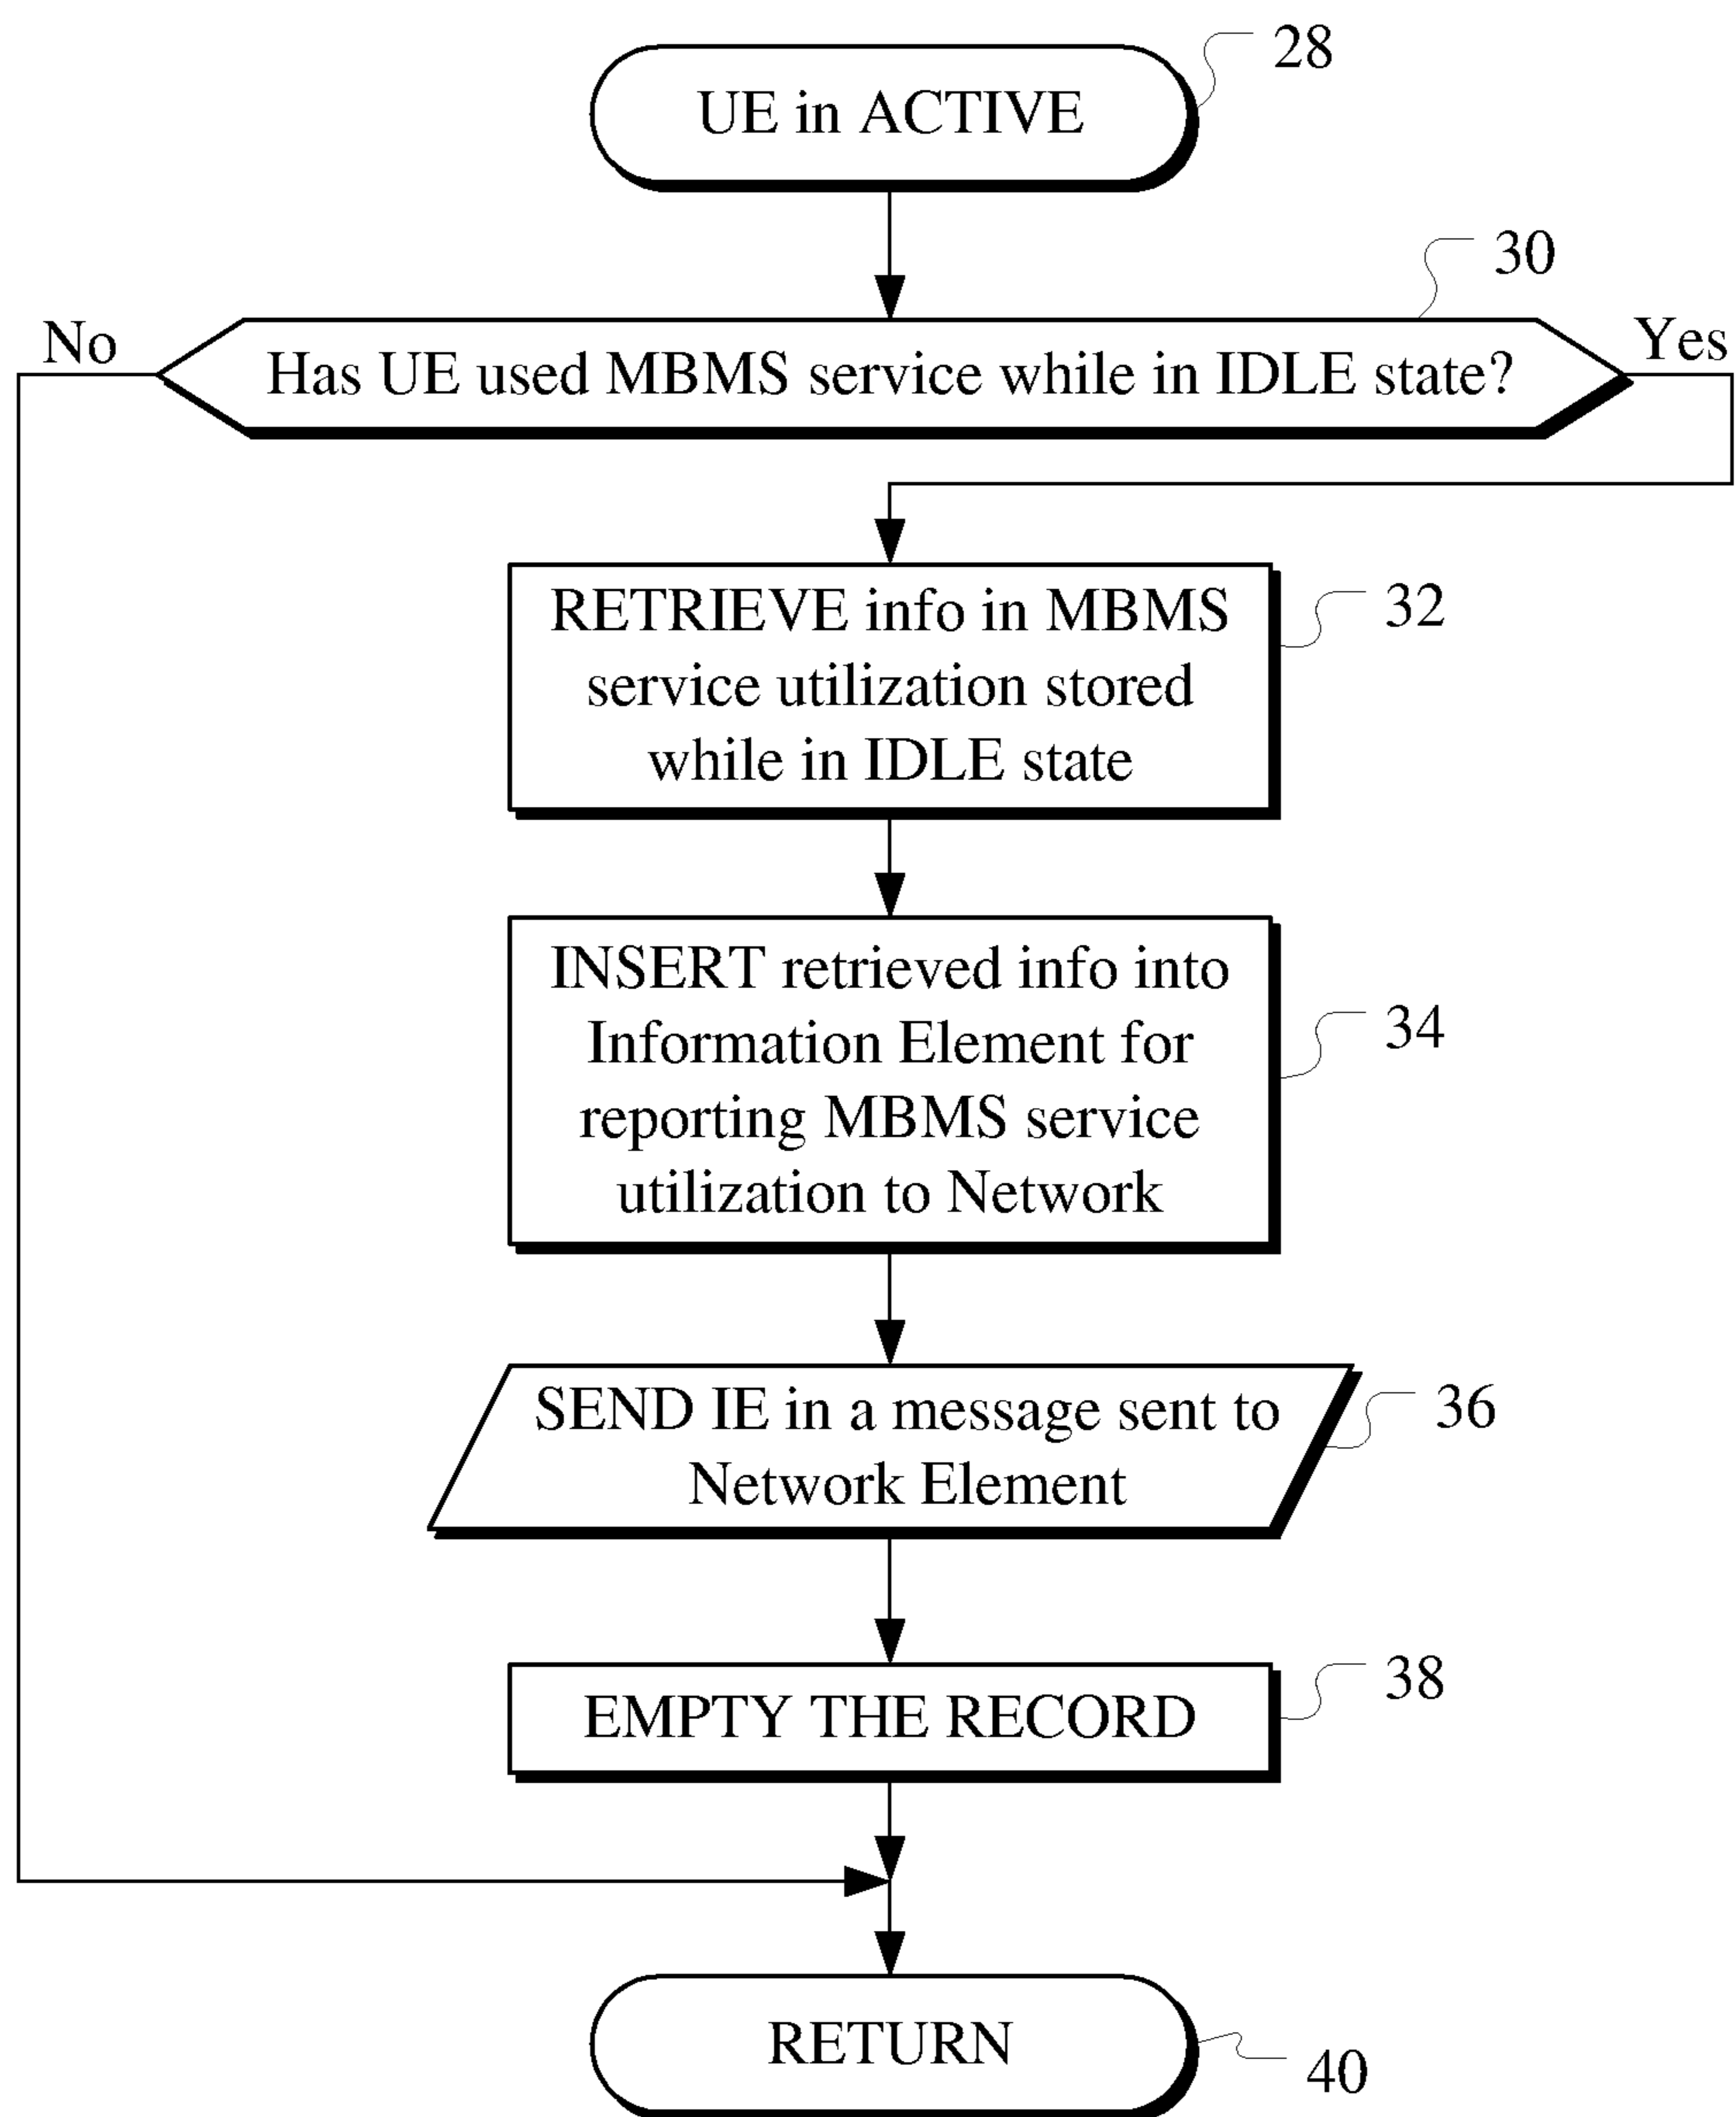 28
UE in ACTIVE
30
No
Yes
Has UE used MBMS service while in IDLE state?
RETRIEVE info in MBMS
service utilization stored
while in IDLE state
32
INSERT retrieved info into
Information Element for
reporting MBMS service
utilization to Network
34
SEND IE in a message sent to
Network Element
36
EMPTY THE RECORD
38
RETURN
40